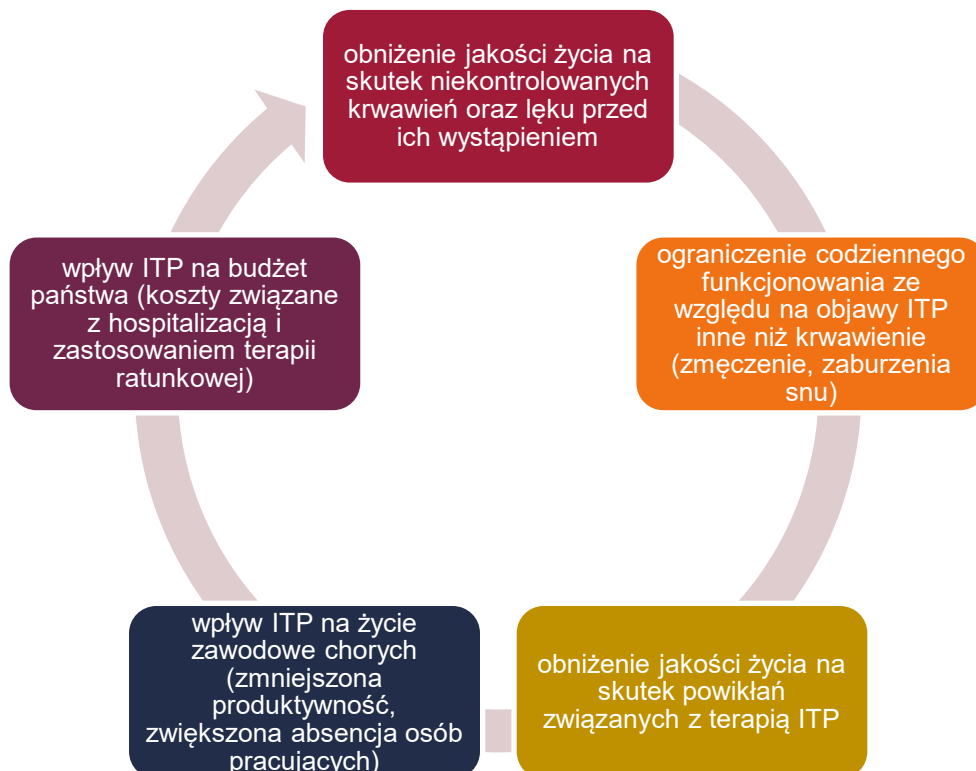 obniżenie jakości życia na
skutek niekontrolowanych
krwawień oraz lęku przed
ich wystąpieniem
ograniczenie codziennego
funkcjonowania ze
względu na objawy ITP
inne niż krwawienie
(zmęczenie, zaburzenia
snu)
obniżenie jakości życia na
skutek powikłań
związanych z terapią ITP
wpływ ITP na życie
zawodowe chorych
(zmniejszona
produktywność,
zwiększona absencja osób
pracujących)
wpływ ITP na budżet
państwa (koszty związane
z hospitalizacją i
zastosowaniem terapii
ratunkowej)